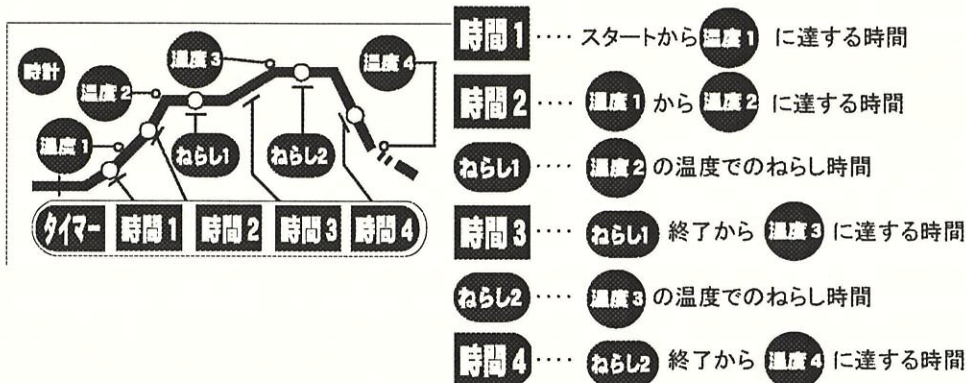 時計
温度1
温度2
温度3
温度4
ねらし1
ねらし2
タイマー 時間1 時間2 時間3 時間4
時間1 ‥‥ スタートから 温度1 に達する時間
時間2 ‥‥ 温度1 から 温度2 に達する時間
ねらし1 ‥‥ 温度2 の温度でのねらし時間
時間3 ‥‥ ねらし1 終了から 温度3 に達する時間
ねらし2 ‥‥ 温度3 の温度でのねらし時間
時間4 ‥‥ ねらし2 終了から 温度4 に達する時間